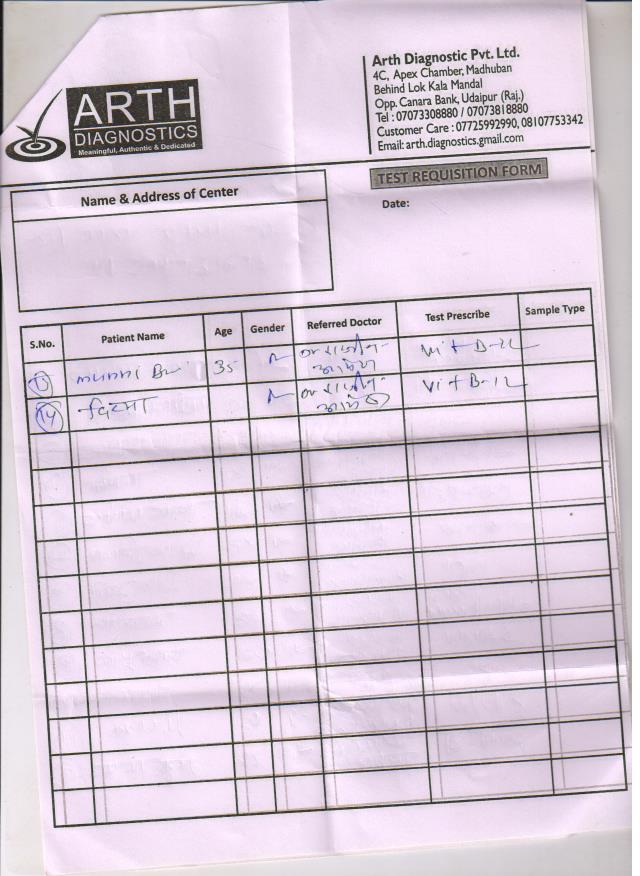 ARTH
DIAGNOSTICS
Meaningful, Authentic & Dedicated
Arth Diagnostic Pvt. Ltd.
4C, Apex Chamber, Madhuban
Behind Lok Kala Mandal
Opp. Canara Bank, Udaipur (Raj.)
Tel : 07073308880 / 07073818880
Customer Care : 07725992990, 08107753342
Email: arth.diagnostics.gmail.com
TEST REQUISITION FORM
Name & Address of Center
Date:
S.No. Patient Name Age Gender Referred Doctor Test Prescribe Sample Type
35 Vit B-12
14 Vit B-12